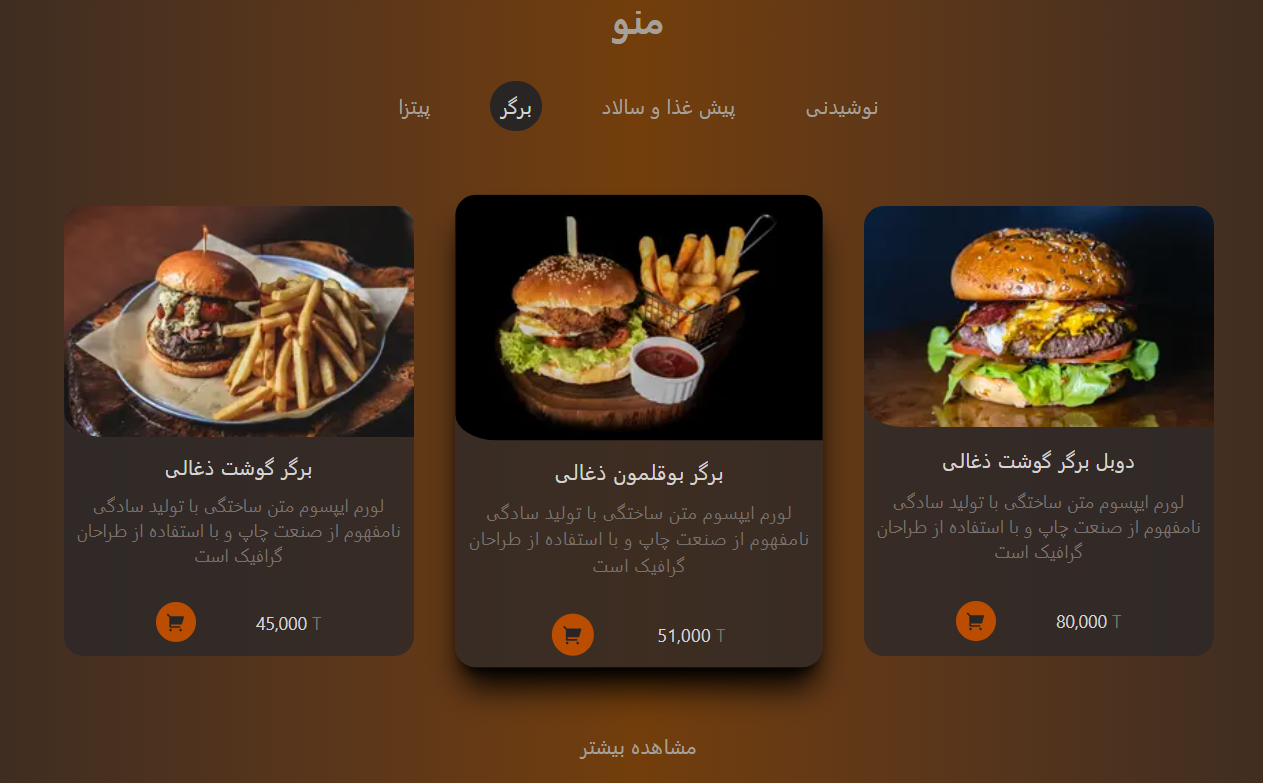 منو
نوشیدنی
پیش غذا و سالاد
برگر
پیتزا
دوبل برگر گوشت ذغالی
لورم ایپسوم متن ساختگی با تولید سادگی
نامفهوم از صنعت چاپ و با استفاده از طراحان
گرافیک است
80,000 T
برگر بوقلمون ذغالی
لورم ایپسوم متن ساختگی با تولید سادگی
نامفهوم از صنعت چاپ و با استفاده از طراحان
گرافیک است
51,000 T
برگر گوشت ذغالی
لورم ایپسوم متن ساختگی با تولید سادگی
نامفهوم از صنعت چاپ و با استفاده از طراحان
گرافیک است
45,000 T
مشاهده بیشتر